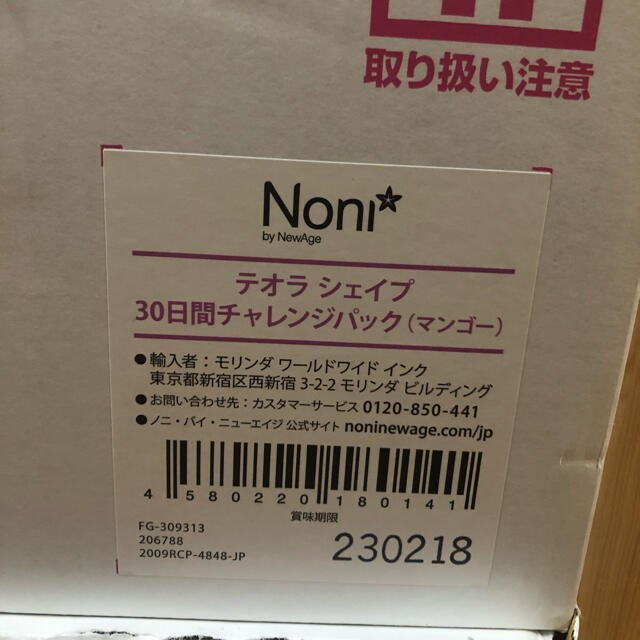 取り扱い注意
Noni
by NewAge
テオラ シェイプ
30日間チャレンジパック（マンゴー）
●輸入者：モリンダ ワールドワイド インク
東京都新宿区西新宿 3-2-2 モリンダ ビルディング
●お問い合わせ先：カスタマーサービス 0120-850-441
●ノニ・バイ・ニューエイジ 公式サイト noninewage.com/jp
4 580220 180141
賞味期限
FG-309313
206788
2009RCP-4848-JP
230218